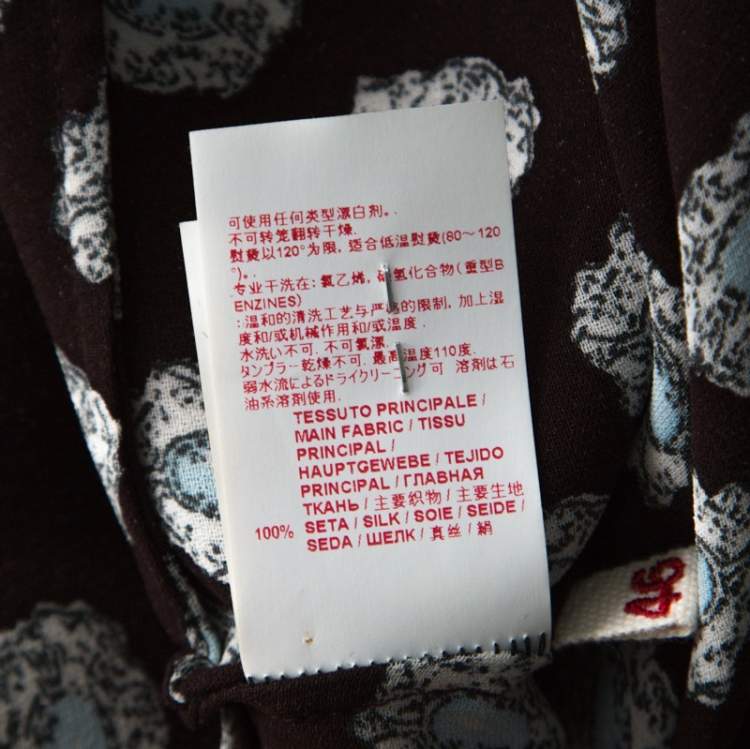 可使用任何类型漂白剂。.
不可转笼翻转干燥.
熨烫以120°为限, 适合低温熨烫(80～120
°)。.
专业干洗在: 氯乙烯, 氢化合物(重型B
ENZINES)
:温和的清洗工艺与严 的限制, 加上湿
度和/或机械作用和/或温度.
水洗い不可. 不可氯漂.
タンブラー乾燥不可. 最高温度110度.
弱水流によるドライクリーニング可 溶剤は石
油系溶剤使用.
TESSUTO PRINCIPALE /
MAIN FABRIC / TISSU
PRINCIPAL /
HAUPTGEWEBE / TEJIDO
PRINCIPAL / ГЛАВНАЯ
ТКАНЬ / 主要织物 / 主要生地
100% SETA / SILK / SOIE / SEIDE /
SEDA / ШЕЛК / 真丝 / 絹
46